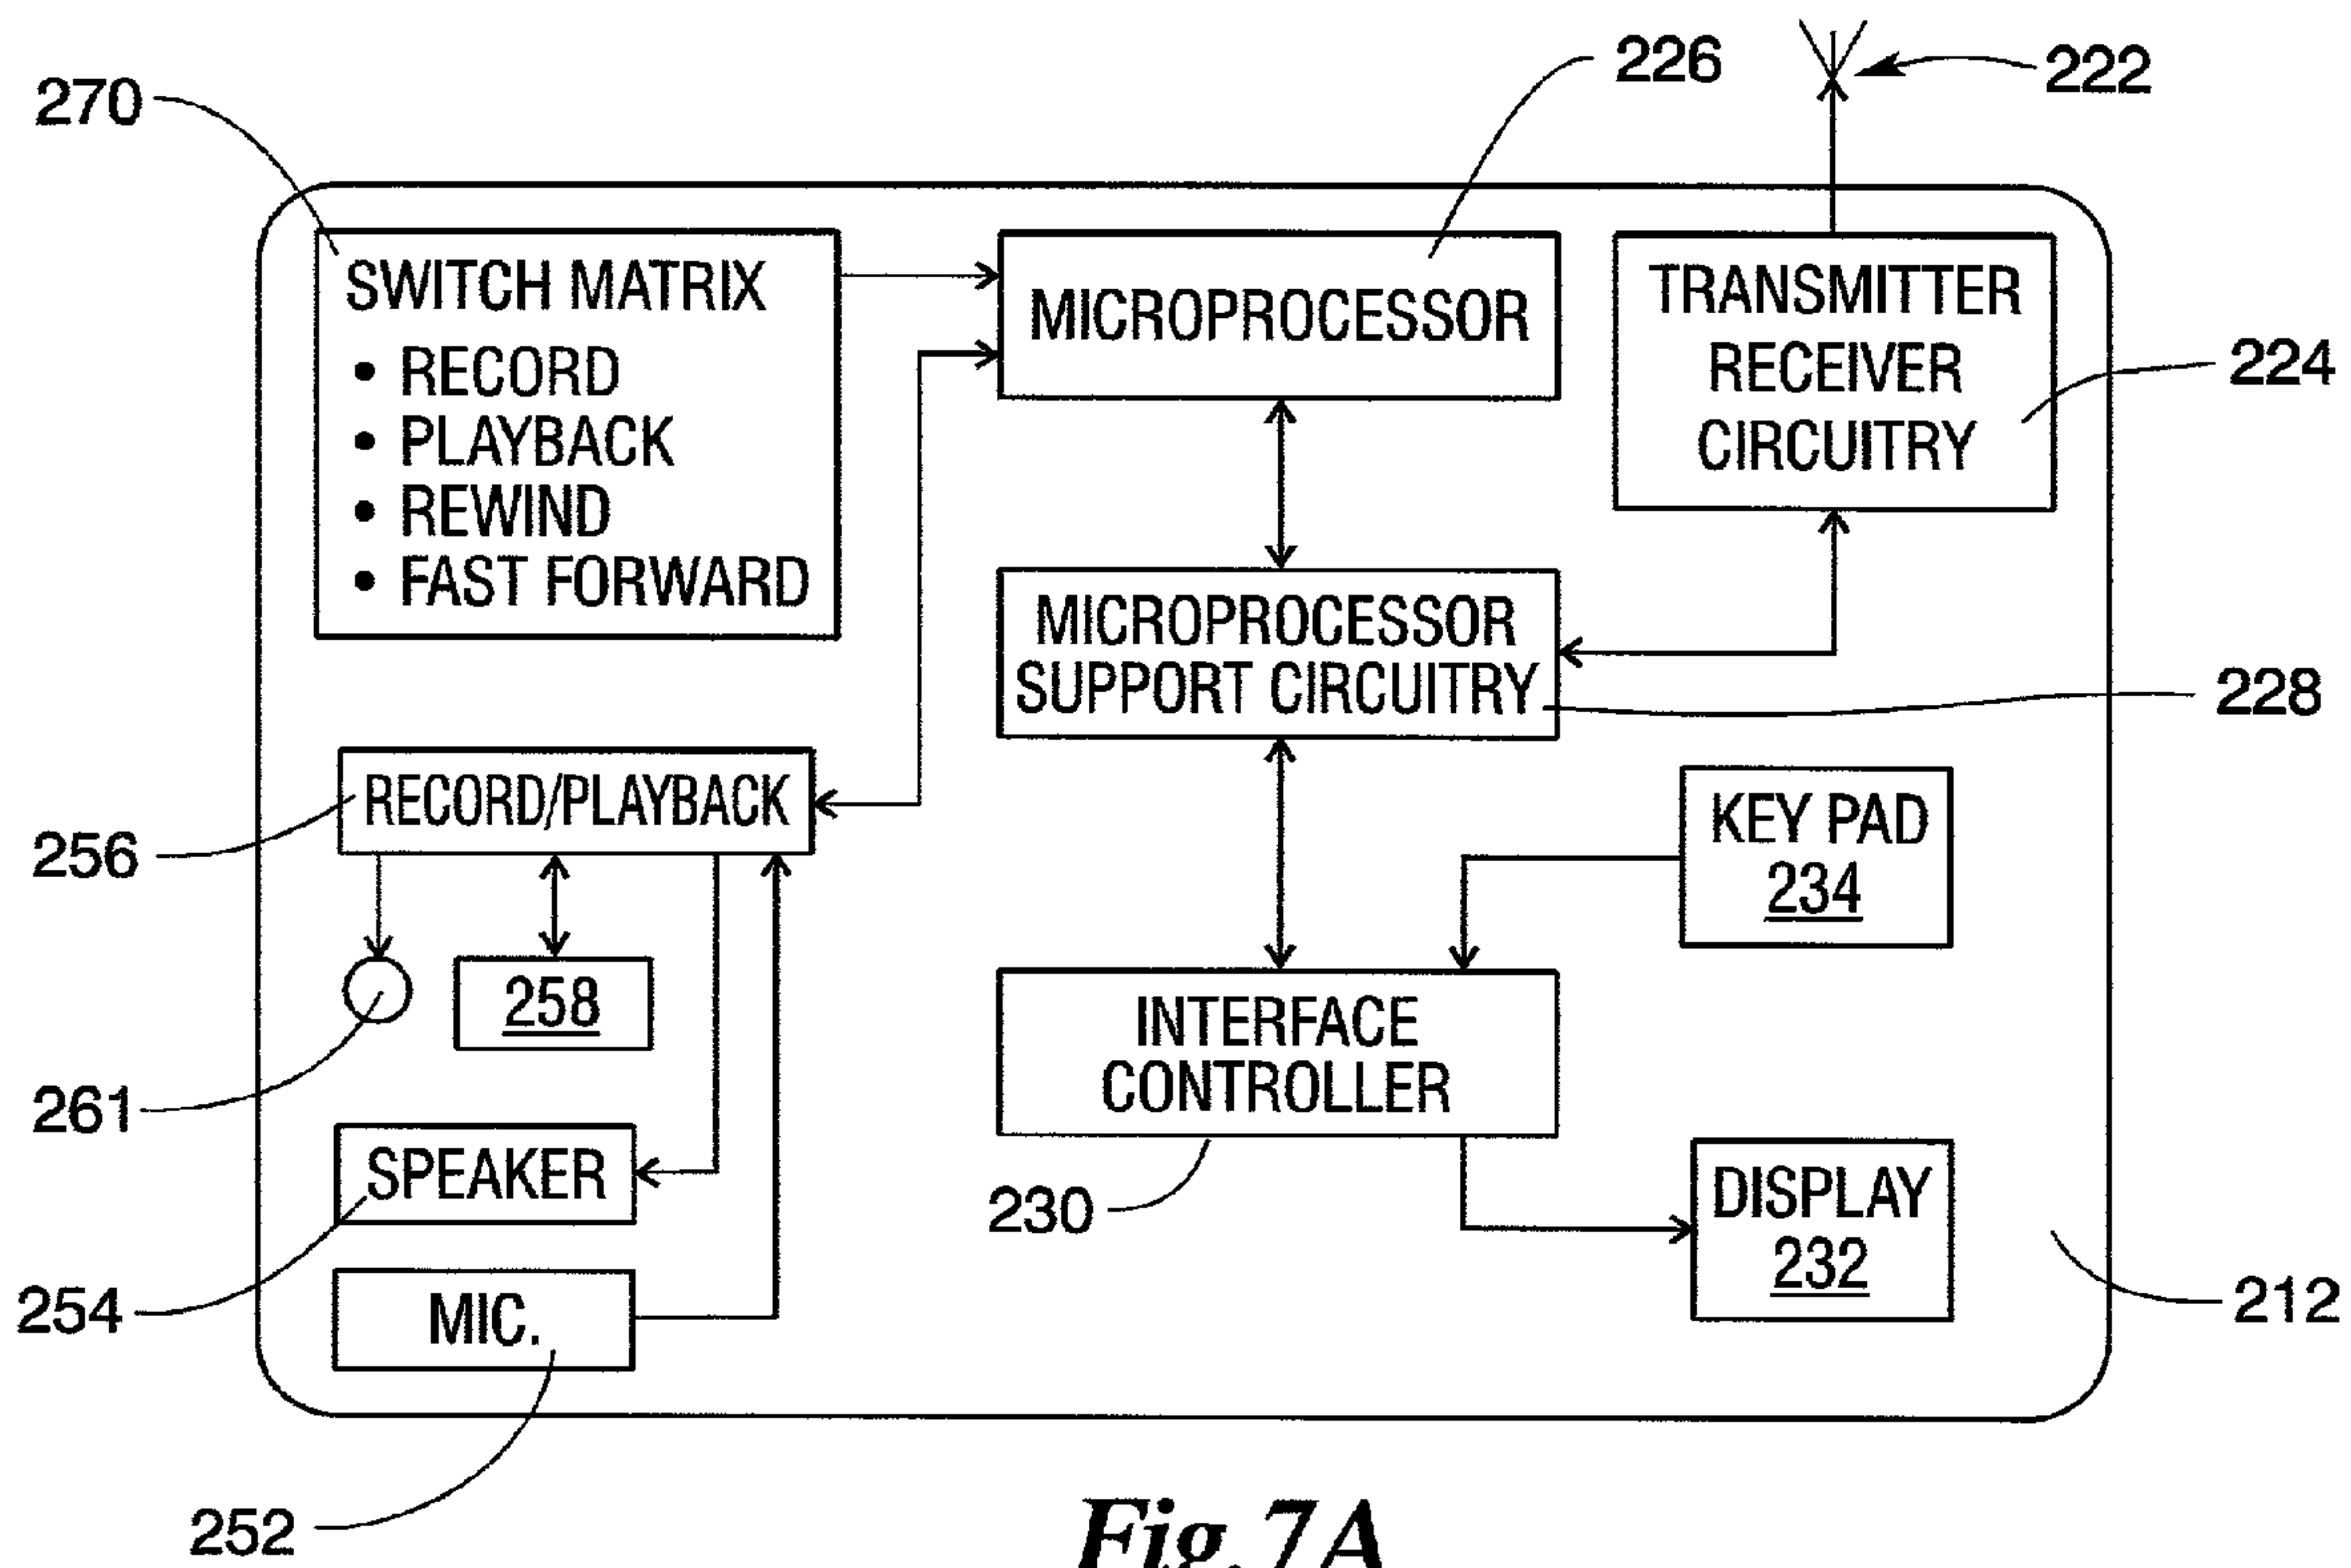 226
222
270
SWITCH MATRIX
• RECORD
• PLAYBACK
• REWIND
• FAST FORWARD
MICROPROCESSOR
TRANSMITTER
RECEIVER
CIRCUITRY
224
MICROPROCESSOR
SUPPORT CIRCUITRY
228
RECORD/PLAYBACK
256
KEY PAD
234
258
261
INTERFACE
CONTROLLER
230
SPEAKER
254
DISPLAY
232
212
MIC.
252
Fig. 7A